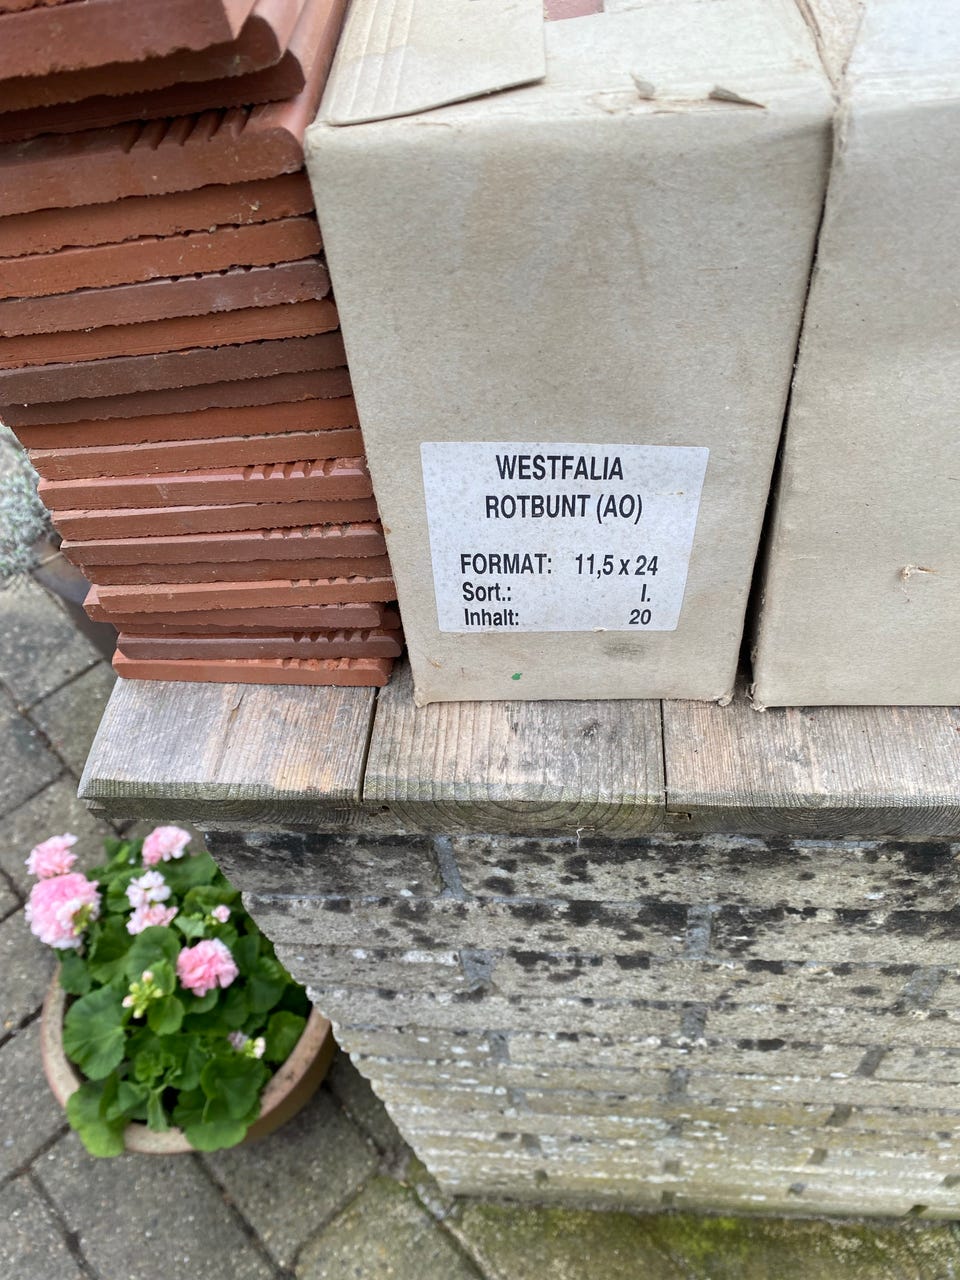 WESTFALIA
ROTBUNT (AO)
FORMAT: 11,5 x 24
Sort.: I.
Inhalt: 20